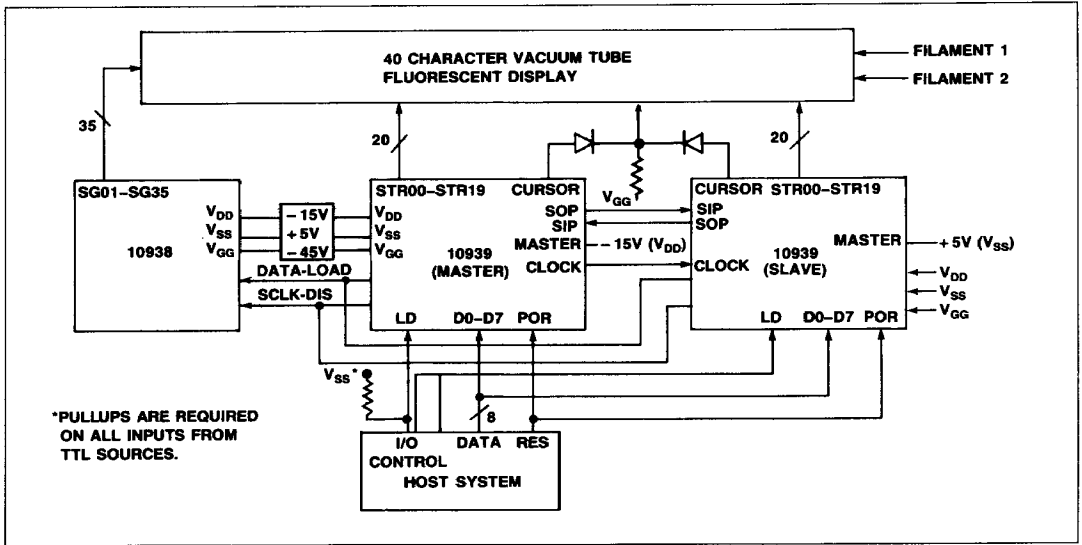 40 CHARACTER VACUUM TUBE
FLUORESCENT DISPLAY
FILAMENT 1
FILAMENT 2
35
20
20
SG01–SG35
10938
VDD
VSS
VGG
– 15V
+ 5V
– 45V
DATA-LOAD
SCLK-DIS
STR00–STR19
CURSOR
VDD
VSS
VGG
10939
(MASTER)
SOP
SIP
MASTER
CLOCK
LD
D0–D7
POR
VGG
– 15V (VDD)
CURSOR
STR00–STR19
SIP
SOP
MASTER
10939
(SLAVE)
CLOCK
LD
D0–D7
POR
+ 5V (VSS)
VDD
VSS
VGG
VSS*
8
I/O
DATA
RES
CONTROL
HOST SYSTEM
*PULLUPS ARE REQUIRED
ON ALL INPUTS FROM
TTL SOURCES.